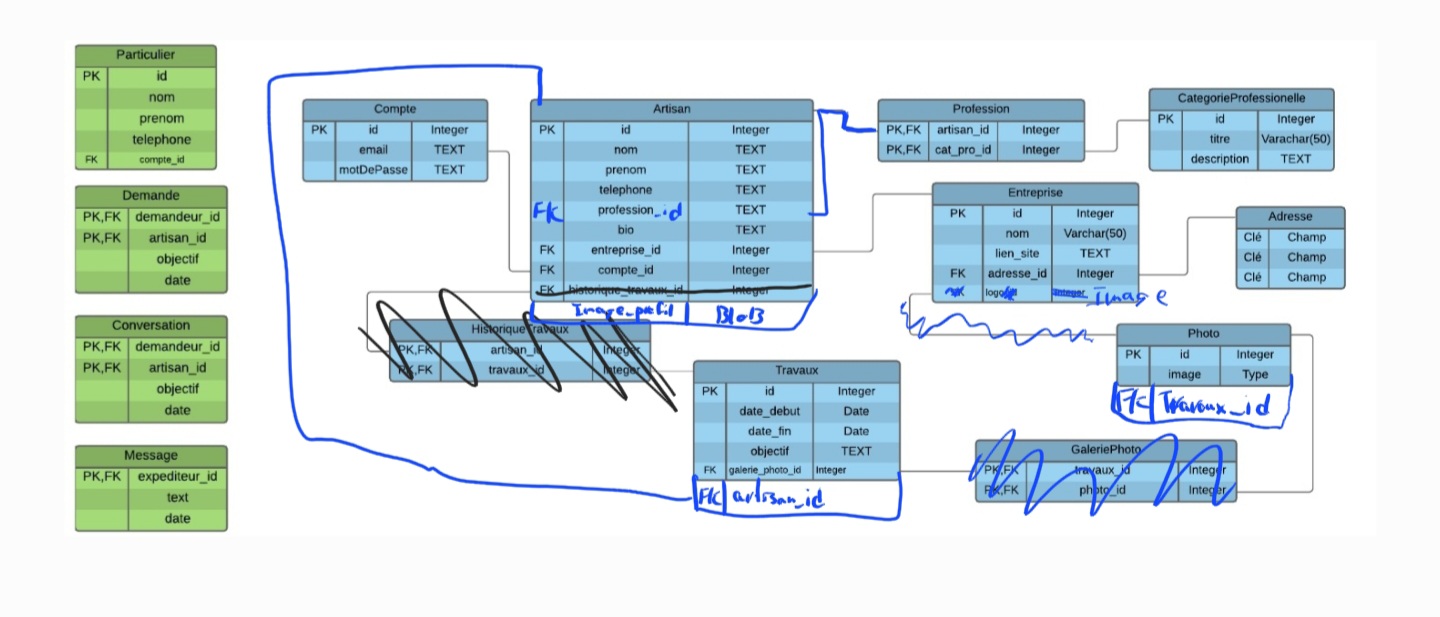 Particulier
PK id
nom
prenom
telephone
FK compte_id
Demande
PK,FK demandeur_id
PK,FK artisan_id
objectif
date
Conversation
PK,FK demandeur_id
PK,FK artisan_id
objectif
date
Message
PK,FK expediteur_id
text
date
Compte
PK id Integer
email TEXT
motDePasse TEXT
Artisan
PK id Integer
nom TEXT
prenom TEXT
telephone TEXT
FK profession_id TEXT
bio TEXT
FK entreprise_id Integer
FK compte_id Integer
FK historique_travaux_id Integer
Image_profil BloB
HistoriqueTravaux
PK,FK artisan_id Integer
PK,FK travaux_id Integer
Travaux
PK id Integer
date_debut Date
date_fin Date
objectif TEXT
FK galerie_photo_id Integer
FK artisan_id
Profession
PK,FK artisan_id Integer
PK,FK cat_pro_id Integer
CategorieProfessionelle
PK id Integer
titre Varachar(50)
description TEXT
Entreprise
PK id Integer
nom Varchar(50)
lien_site TEXT
FK adresse_id Integer
logo Integer Image
Adresse
Clé Champ
Clé Champ
Clé Champ
Photo
PK id Integer
image Type
FK Travaux_id
GaleriePhoto
PK,FK travaux_id Integer
PK,FK photo_id Integer